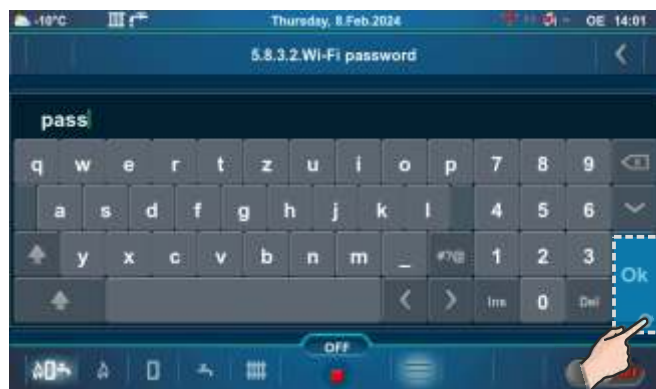 -10°C Thursday, 8.Feb.2024 OE 14:01
5.8.3.2.Wi-Fi password
pass
q w e r t z u i o p 7 8 9
a s d f g h j k l 4 5 6
y x c v b n m _ #?@ 1 2 3 Ok
Ins 0 Del
OFF